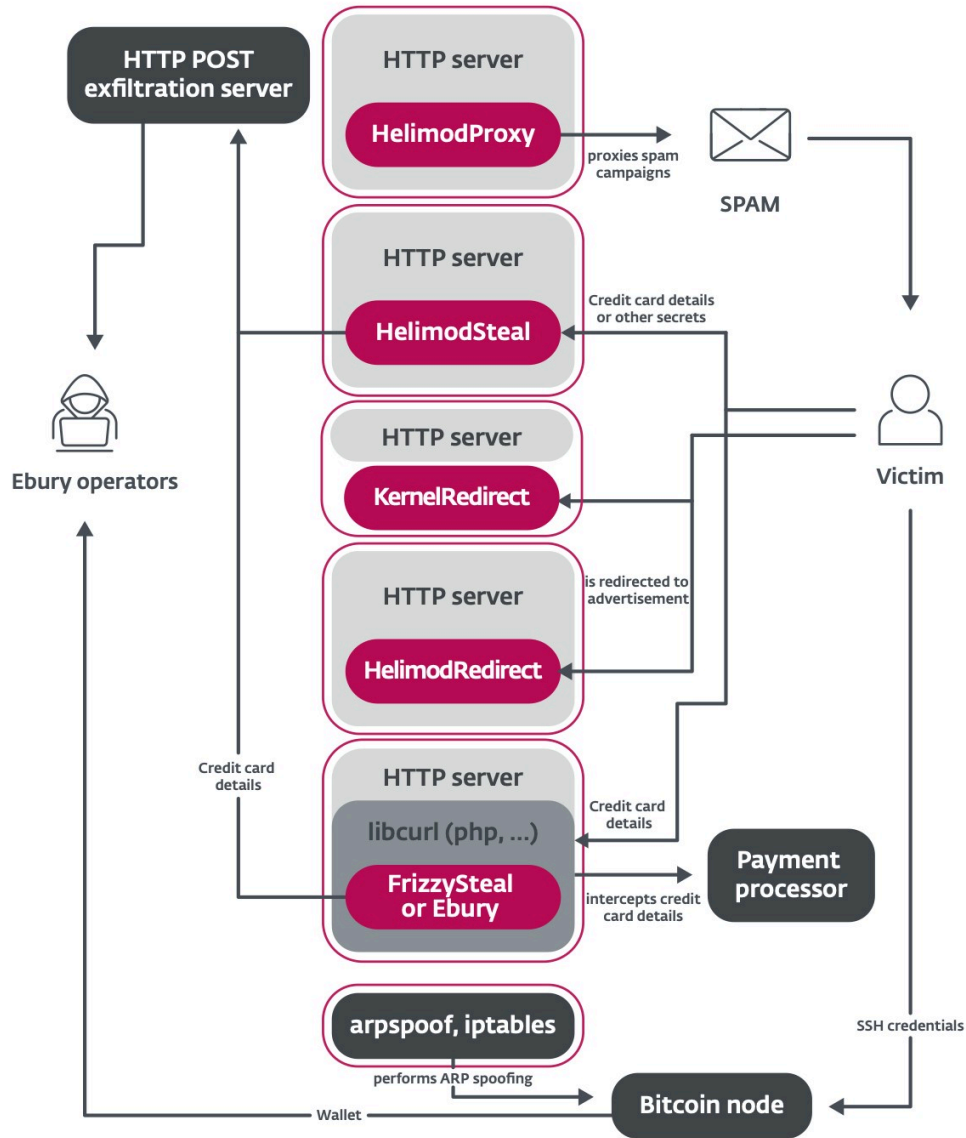 HTTP POST
exfiltration server
HTTP server
HelimodProxy
proxies spam
campaigns
SPAM
HTTP server
HelimodSteal
Credit card details
or other secrets
Ebury operators
HTTP server
KernelRedirect
Victim
HTTP server
is redirected to
advertisement
HelimodRedirect
Credit card
details
HTTP server
libcurl (php, ...)
Credit card
details
FrizzySteal
or Ebury
intercepts credit
card details
Payment
processor
arpspoof, iptables
SSH credentials
performs ARP spoofing
Wallet
Bitcoin node